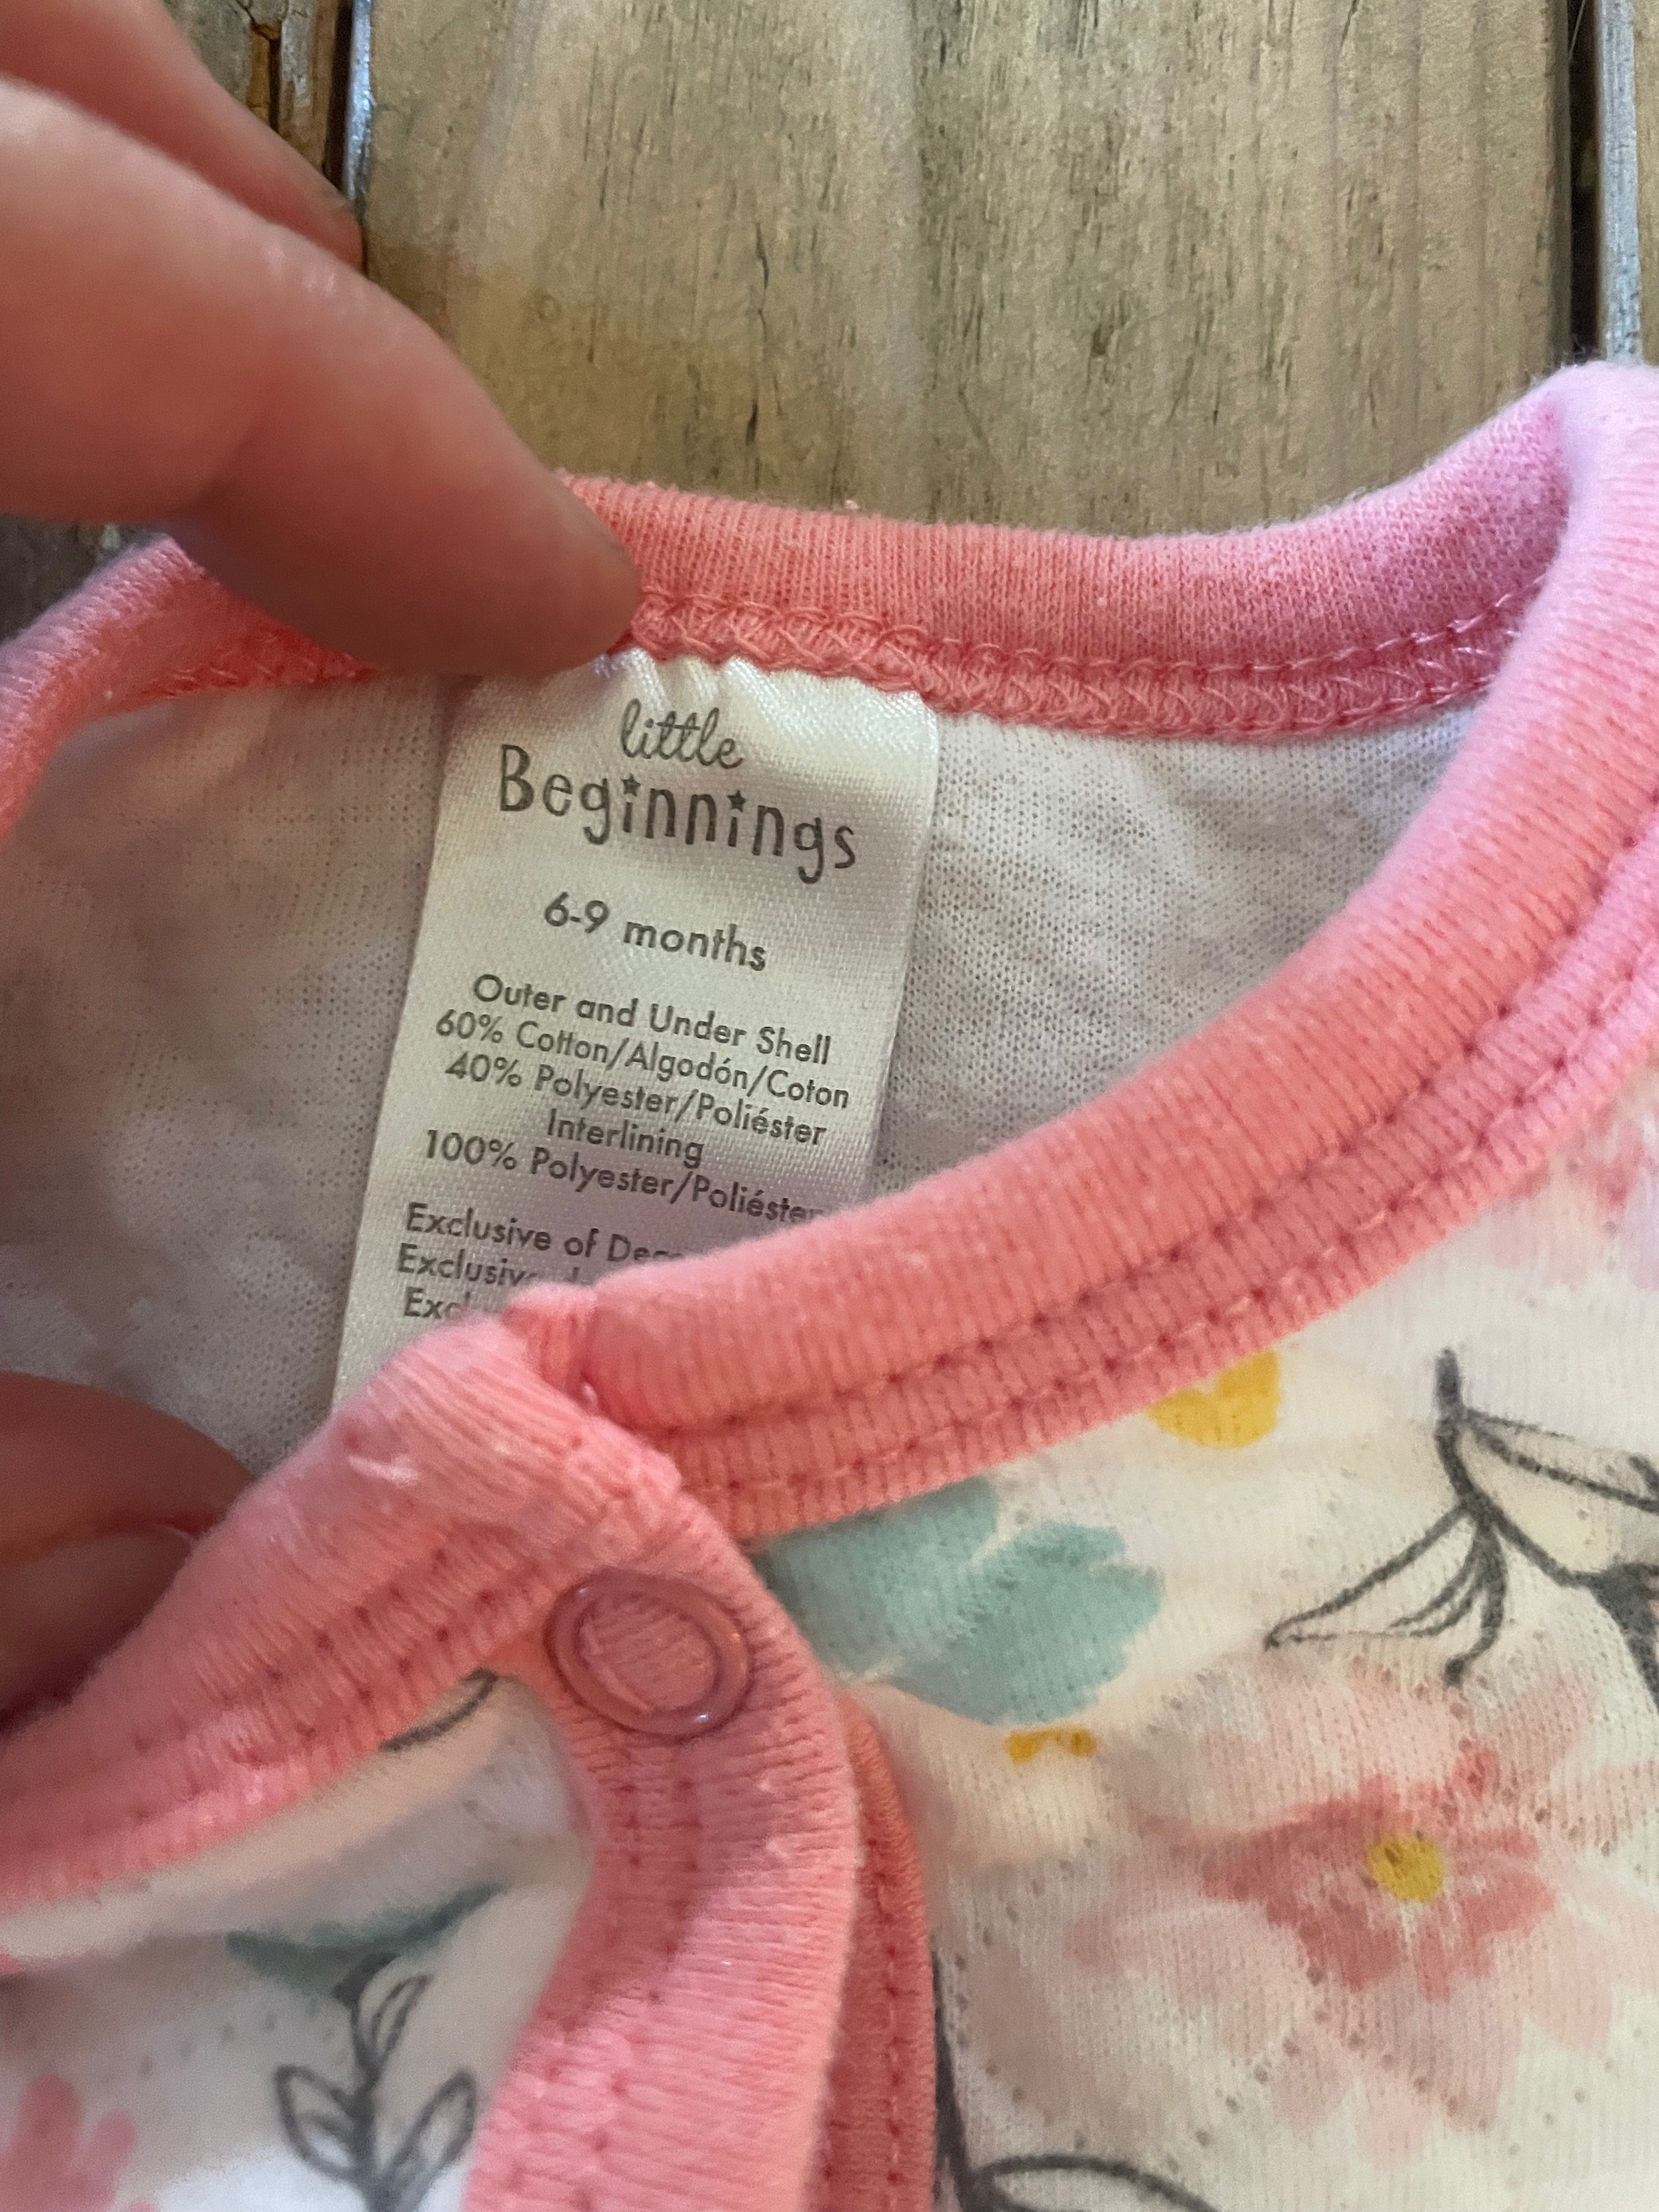 little
Beginnings
6-9 months
Outer and Under Shell
60% Cotton/Algodón/Coton
40% Polyester/Poliéster
Interlining
100% Polyester/Poliéster
Exclusive of